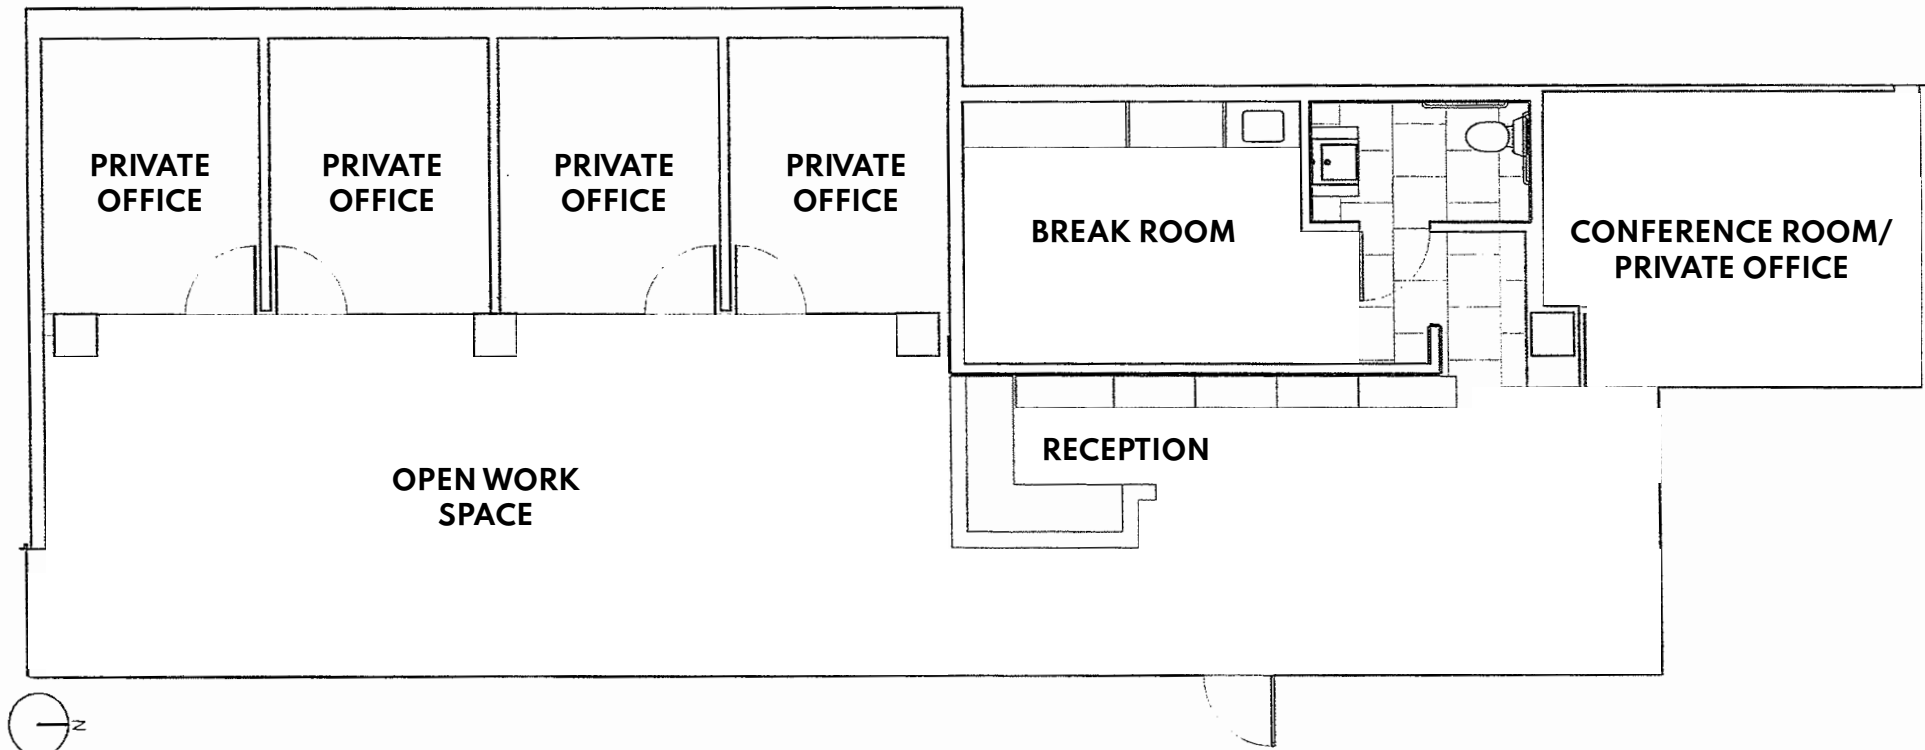 PRIVATE
OFFICE
PRIVATE
OFFICE
PRIVATE
OFFICE
PRIVATE
OFFICE
BREAK ROOM
CONFERENCE ROOM/
PRIVATE OFFICE
RECEPTION
OPEN WORK
SPACE
N